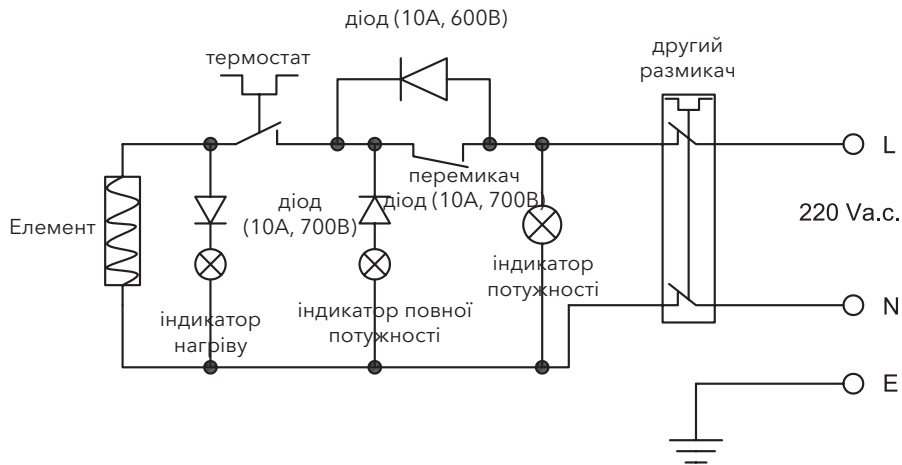 діод (10А, 600В)
термостат
другий
размикач
L
перемикач
діод (10А, 700В)
діод
(10А, 700В)
220 Va.c.
Елемент
індикатор
потужності
індикатор повної
потужності
індикатор
нагріву
N
E